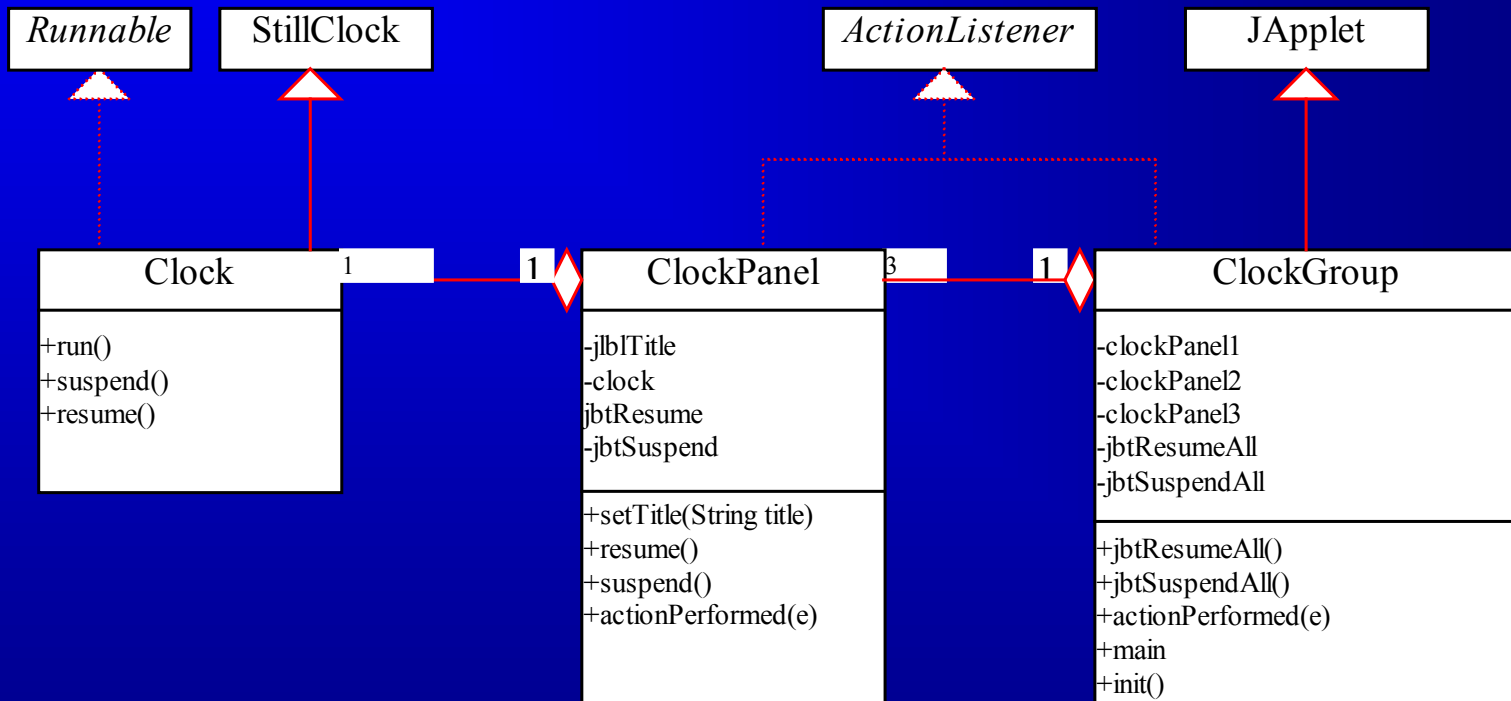 Runnable
StillClock
ActionListener
JApplet
Clock
1
1
ClockPanel
3
1
ClockGroup
+run()
+suspend()
+resume()
-jlblTitle
-clock
jbtResume
-jbtSuspend
+setTitle(String title)
+resume()
+suspend()
+actionPerformed(e)
-clockPanel1
-clockPanel2
-clockPanel3
-jbtResumeAll
-jbtSuspendAll
+jbtResumeAll()
+jbtSuspendAll()
+actionPerformed(e)
+main
+init()